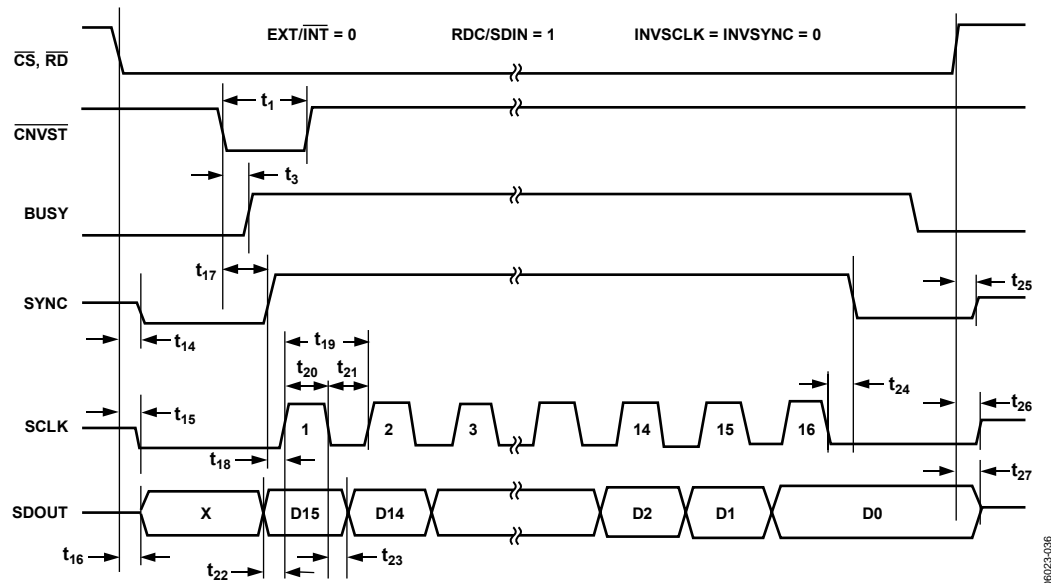 EXT/INT = 0 RDC/SDIN = 1 INVSCLK = INVSYNC = 0
CS, RD
t1
CNVST
t3
BUSY
t17
t25
SYNC
t14
t19
t20 t21
t24
t15
t26
SCLK
1 2 3 14 15 16
t18
t27
SDOUT
X D15 D14 D2 D1 D0
t16
t22
t23
06023-036